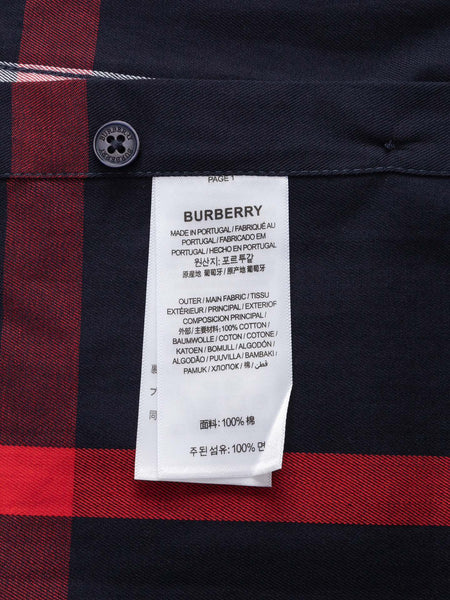 BURBERRY
BURBERRY
PAGE 1
BURBERRY
MADE IN PORTUGAL / FABRIQUÉ AU
PORTUGAL / FABRICADO EM
PORTUGAL / HECHO EN PORTUGAL
원산지: 포르투갈
原産地 葡萄牙 / 原产地 葡萄牙
OUTER / MAIN FABRIC / TISSU
EXTÉRIEUR / PRINCIPAL / EXTERIOR
COMPOSICION PRINCIPAL /
外部 / 主要材料: 100% COTTON /
BAUMWOLLE / COTON / COTONE /
KATOEN / BOMULL / ALGODÓN /
ALGODÃO / PUUVILLA / BAMBAKI /
PAMUK / ХЛОПОК / 棉 / قطن
面料: 100% 棉
주된 섬유: 100% 면